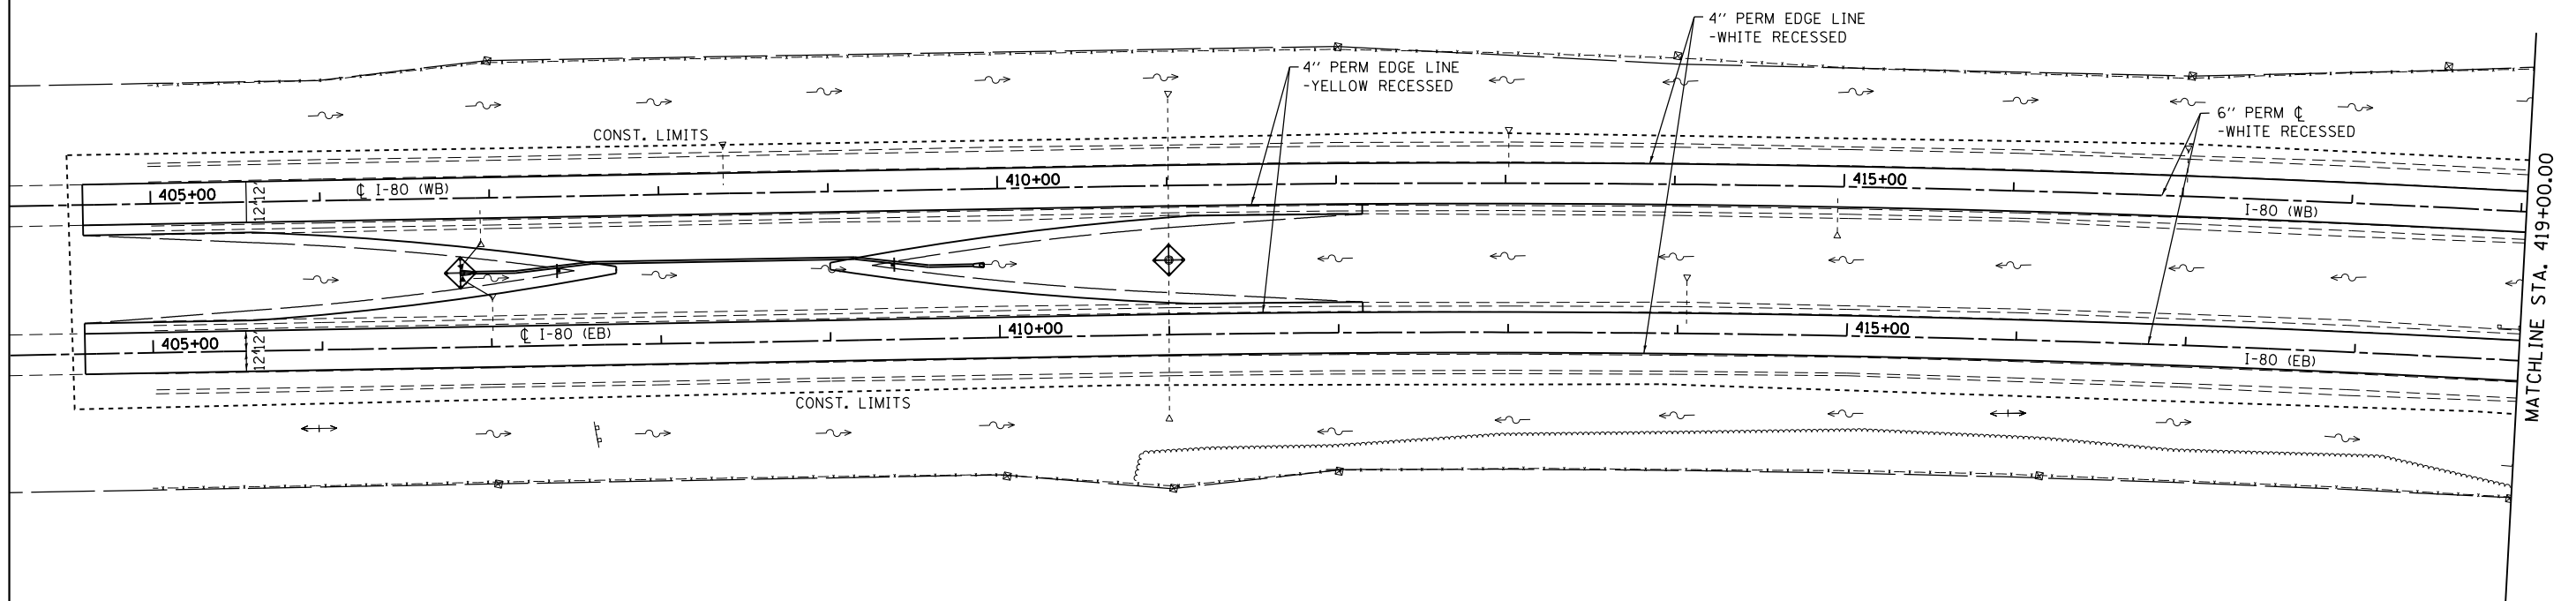 4'' PERM EDGE LINE
-WHITE RECESSED
4'' PERM EDGE LINE
-YELLOW RECESSED
6'' PERM ℄
-WHITE RECESSED
CONST. LIMITS
405+00
12'
12'
℄ I-80 (WB)
410+00
415+00
I-80 (WB)
405+00
12'
12'
℄ I-80 (EB)
410+00
415+00
I-80 (EB)
CONST. LIMITS
MATCHLINE STA. 419+00.00